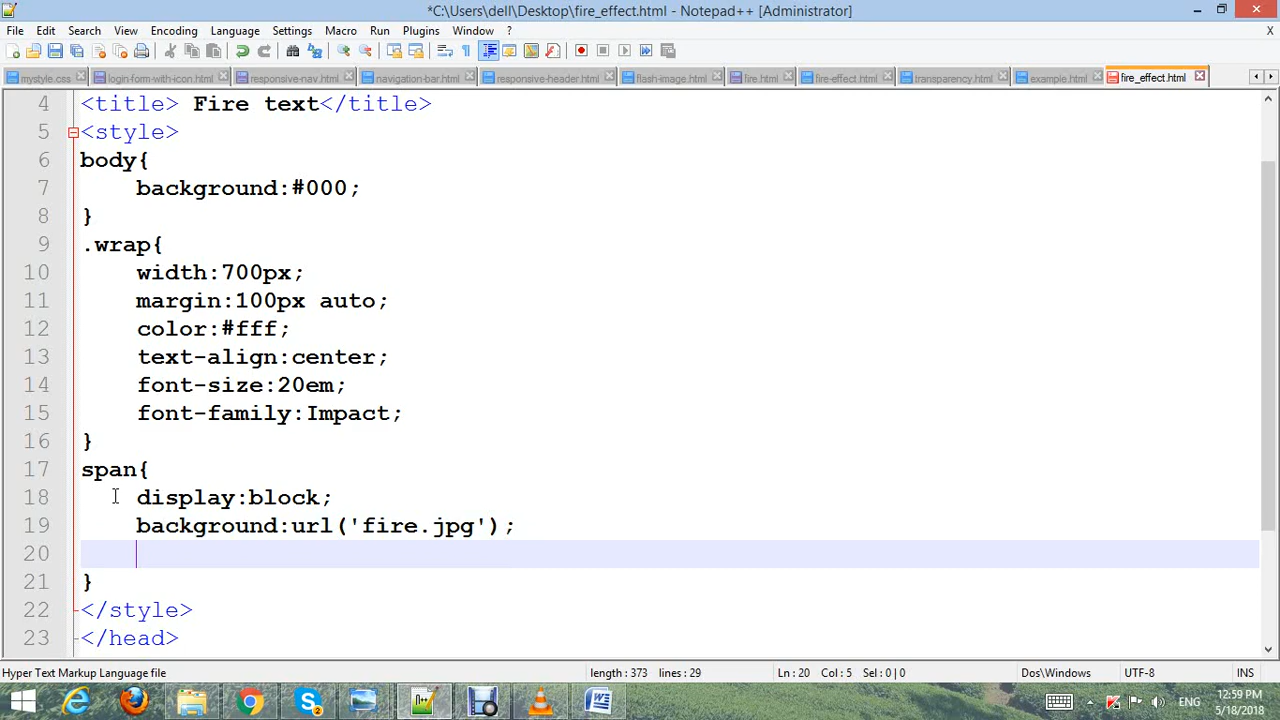 *C:\Users\dell\Desktop\fire_effect.html - Notepad++ [Administrator]
File Edit Search View Encoding Language Settings Macro Run Plugins Window ? X
mystyle.css login-form-with-icon.html responsive-nav.html navigation-bar.html responsive-header.html flash-image.html fire.html fire-effect.html transparency.html example.html fire_effect.html
4 <title> Fire text</title>
5 <style>
6 body{
7 background:#000;
8 }
9 .wrap{
10 width:700px;
11 margin:100px auto;
12 color:#fff;
13 text-align:center;
14 font-size:20em;
15 font-family:Impact;
16 }
17 span{
18 display:block;
19 background:url('fire.jpg');
20
21 }
22 </style>
23 </head>
Hyper Text Markup Language file length : 373 lines : 29 Ln : 20 Col : 5 Sel : 0 | 0 Dos\Windows UTF-8 INS
ENG 12:59 PM
5/18/2018